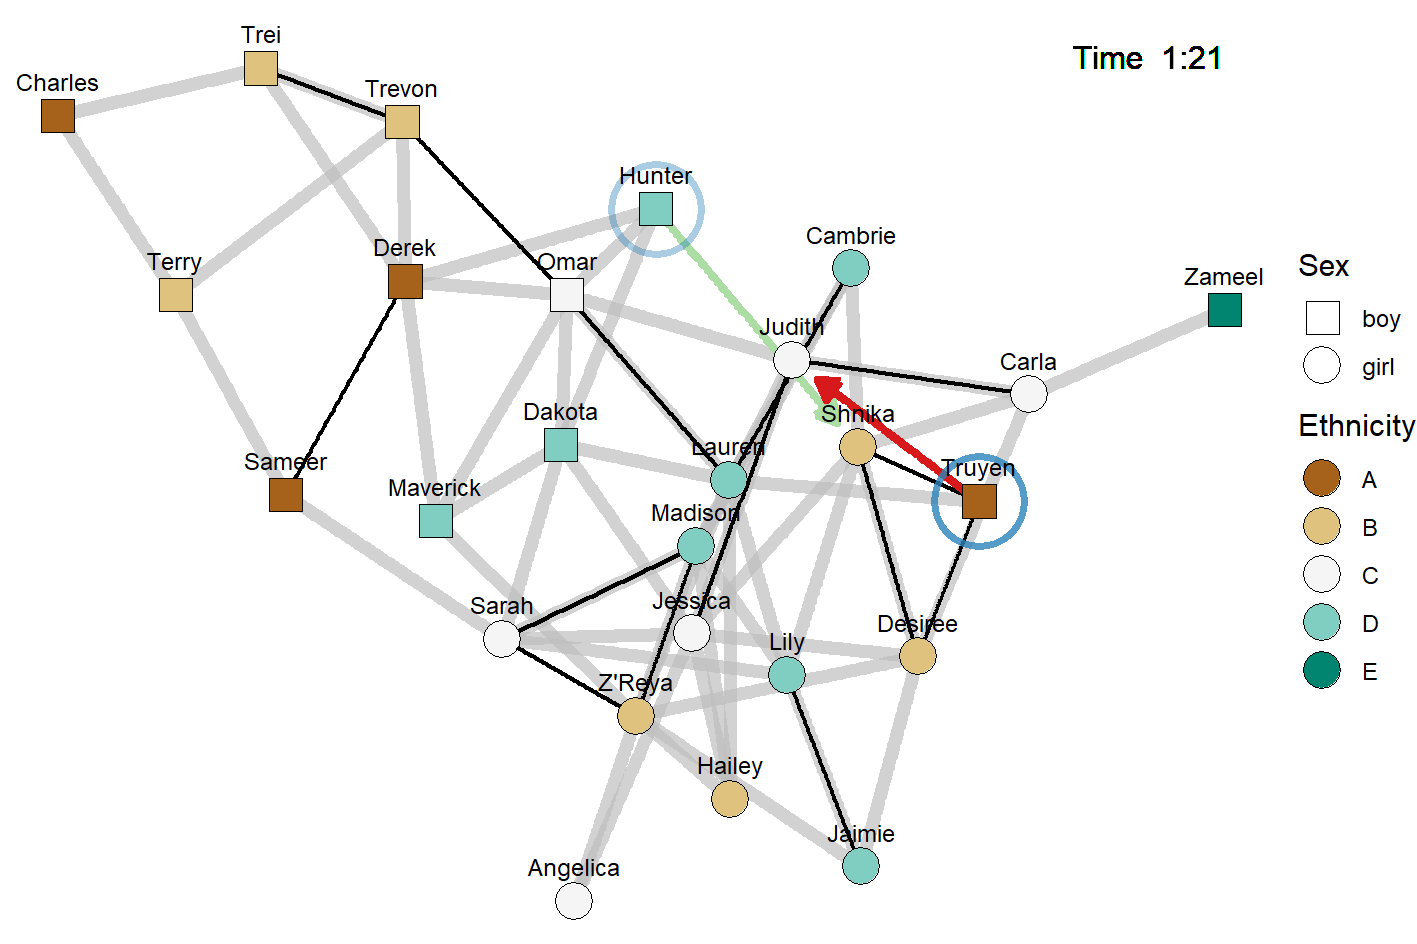 Time 1:21
Trei
Charles
Trevon
Hunter
Cambrie
Derek
Omar
Terry
Zameel
Judith
Carla
Dakota
Shnika
Lauren
Sameer
Truyen
Maverick
Madison
Sarah
Jessica
Desiree
Lily
Z'Reya
Hailey
Jaimie
Angelica
Sex
boy
girl
Ethnicity
A
B
C
D
E